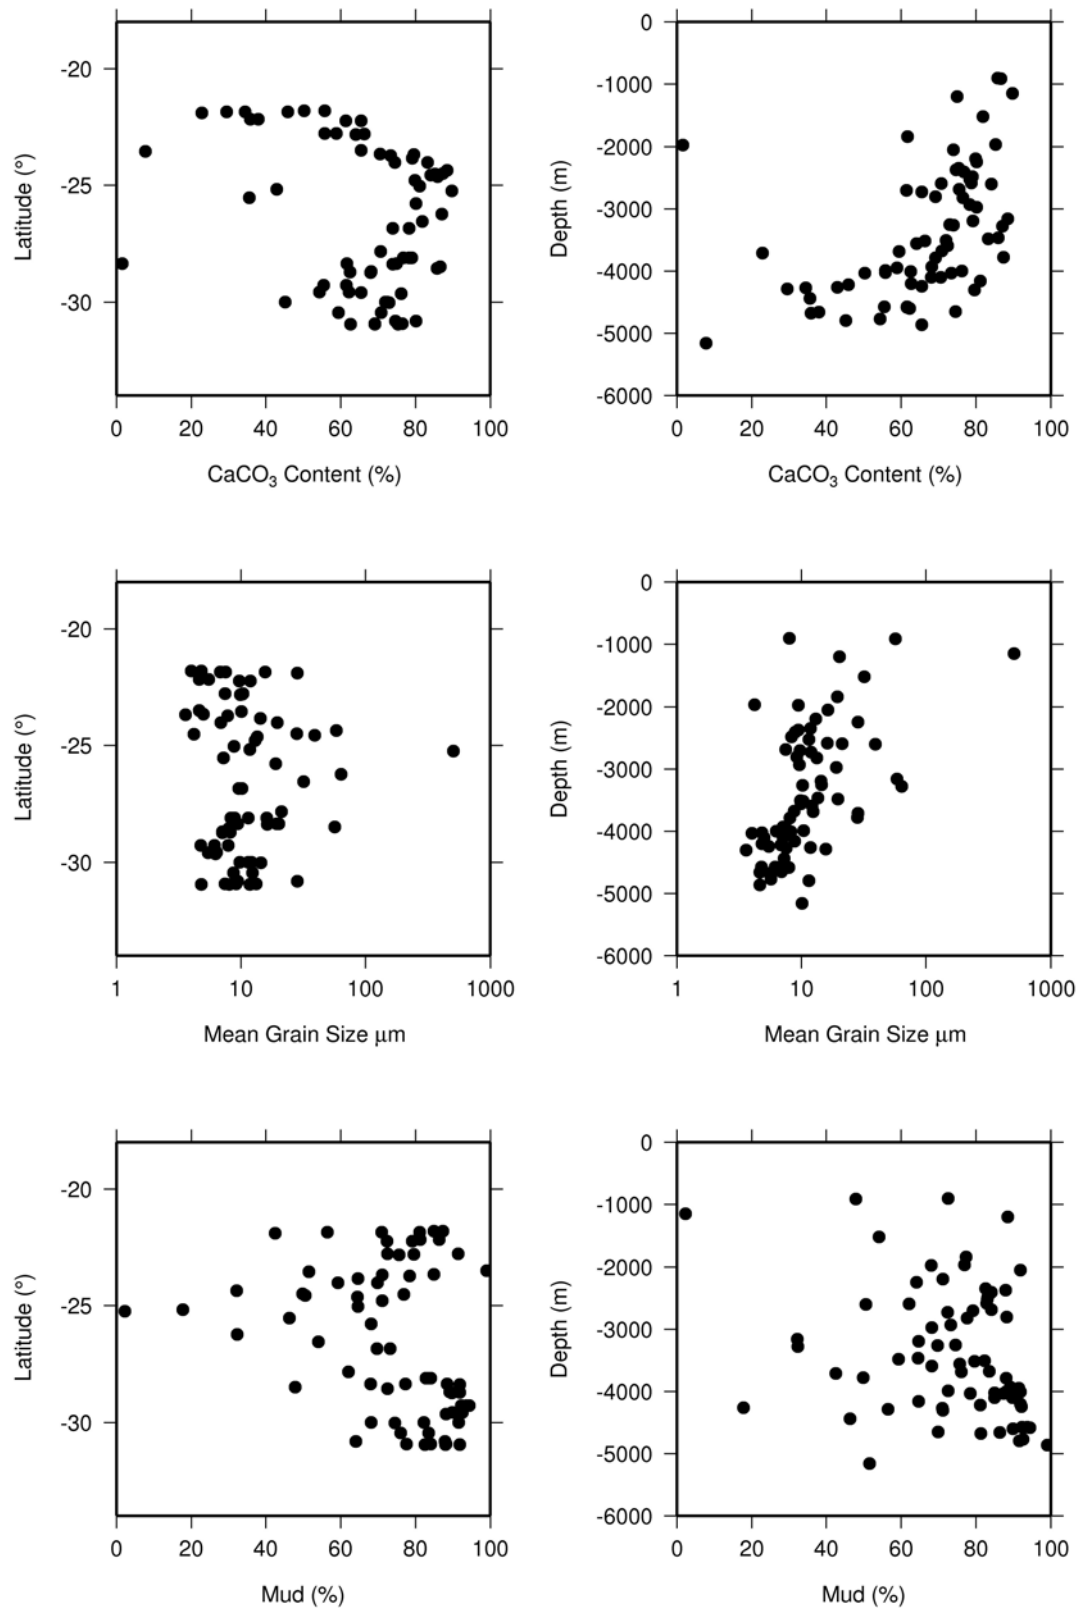 -20
-25
-30
Latitude (°)
0 20 40 60 80 100
CaCO₃ Content (%)
0
-1000
-2000
-3000
-4000
-5000
-6000
Depth (m)
0 20 40 60 80 100
CaCO₃ Content (%)
-20
-25
-30
Latitude (°)
1 10 100 1000
Mean Grain Size μm
0
-1000
-2000
-3000
-4000
-5000
-6000
Depth (m)
1 10 100 1000
Mean Grain Size μm
-20
-25
-30
Latitude (°)
0 20 40 60 80 100
Mud (%)
0
-1000
-2000
-3000
-4000
-5000
-6000
Depth (m)
0 20 40 60 80 100
Mud (%)